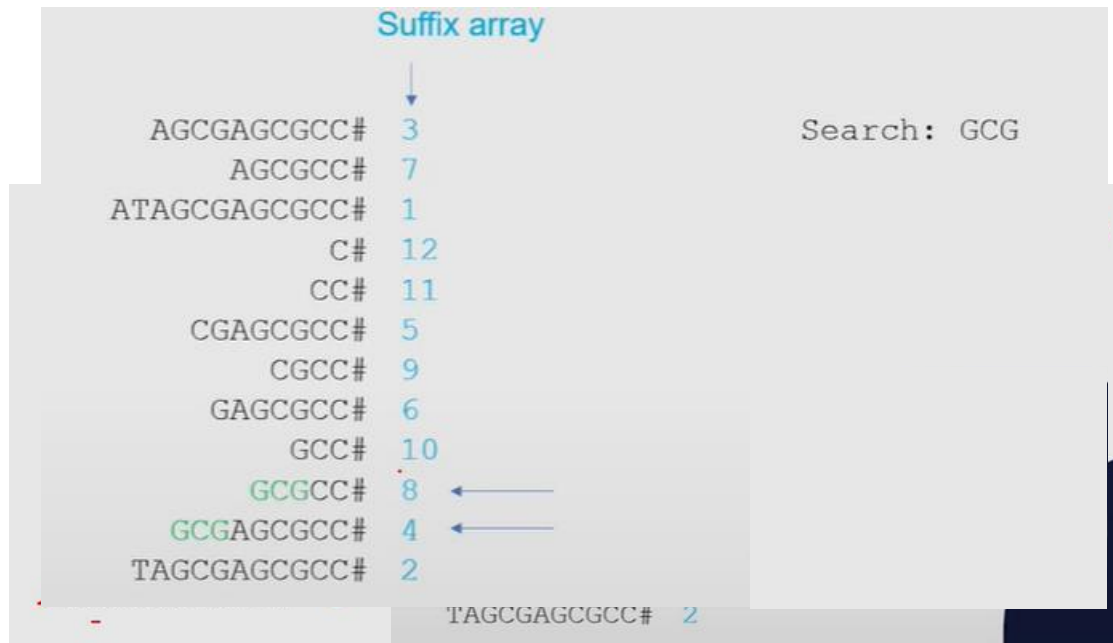 Suffix array
AGCGAGCGCC# 3
Search: GCG
AGCGCC# 7
ATAGCGAGCGCC# 1
C# 12
CC# 11
CGAGCGCC# 5
CGCC# 9
GAGCGCC# 6
GCC# 10
GCGCC# 8
GCGAGCGCC# 4
TAGCGAGCGCC# 2
TAGCGAGCGCC# 2